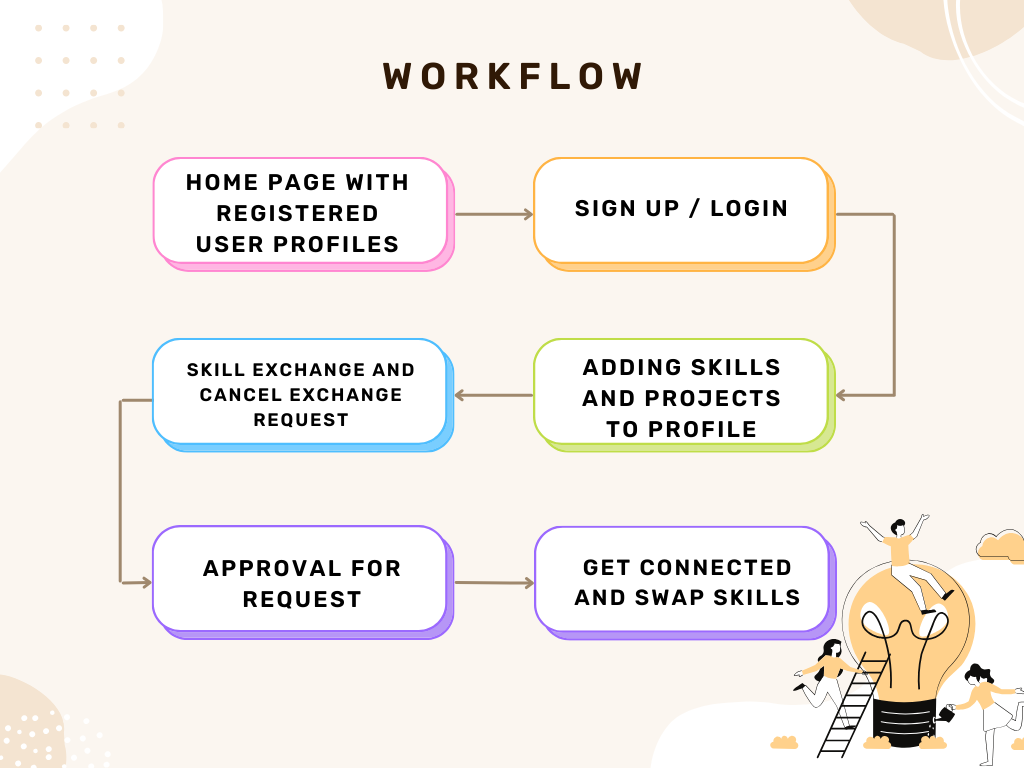 WORKFLOW
HOME PAGE WITH
REGISTERED
USER PROFILES
SIGN UP / LOGIN
ADDING SKILLS
AND PROJECTS
TO PROFILE
SKILL EXCHANGE AND
CANCEL EXCHANGE
REQUEST
APPROVAL FOR
REQUEST
GET CONNECTED
AND SWAP SKILLS